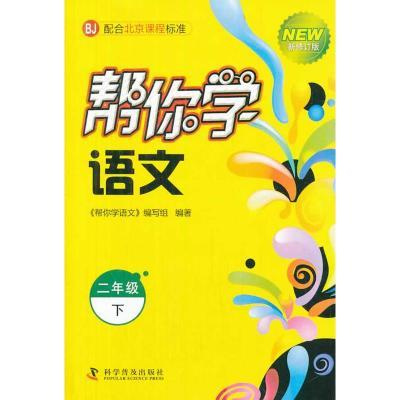 BJ 配合北京课程标准
NEW
新修订版
帮你学
语文
《帮你学语文》编写组 编著
二年级
下
科学普及出版社
POPULAR SCIENCE PRESS